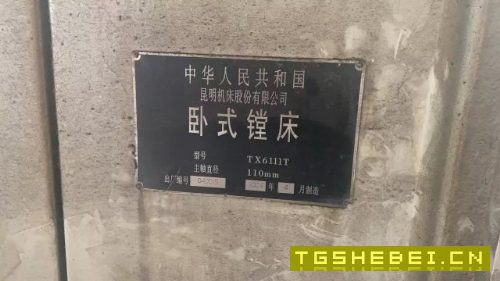 中华人民共和国
昆明机床股份有限公司
卧式镗床
型号 TX6111T
主轴直径 110mm
出厂编号 年 4 月制造
TGSHEBEI.CN